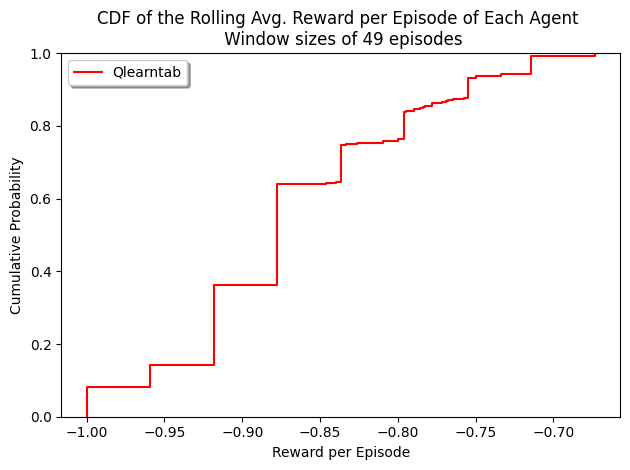 CDF of the Rolling Avg. Reward per Episode of Each Agent
Window sizes of 49 episodes
Qlearntab
1.0
0.8
0.6
0.4
0.2
0.0
Cumulative Probability
−1.00 −0.95 −0.90 −0.85 −0.80 −0.75 −0.70
Reward per Episode